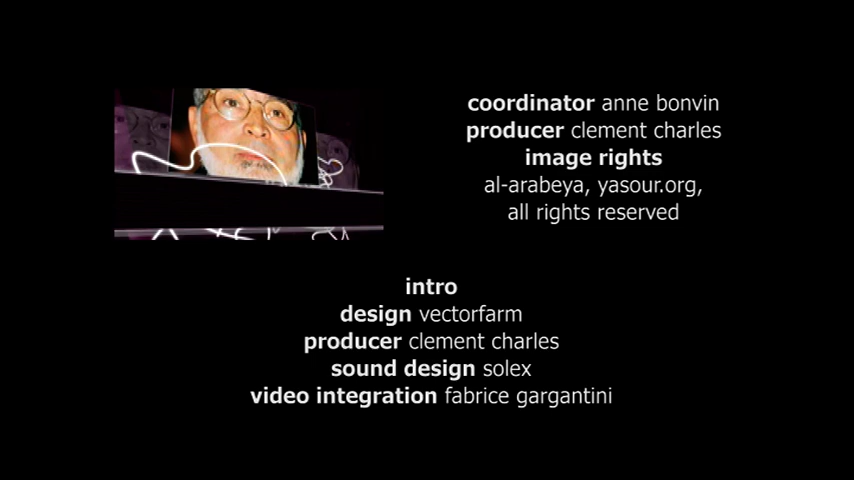 coordinator anne bonvin
producer clement charles
image rights
al-arabeya, yasour.org,
all rights reserved
intro
design vectorfarm
producer clement charles
sound design solex
video integration fabrice gargantini